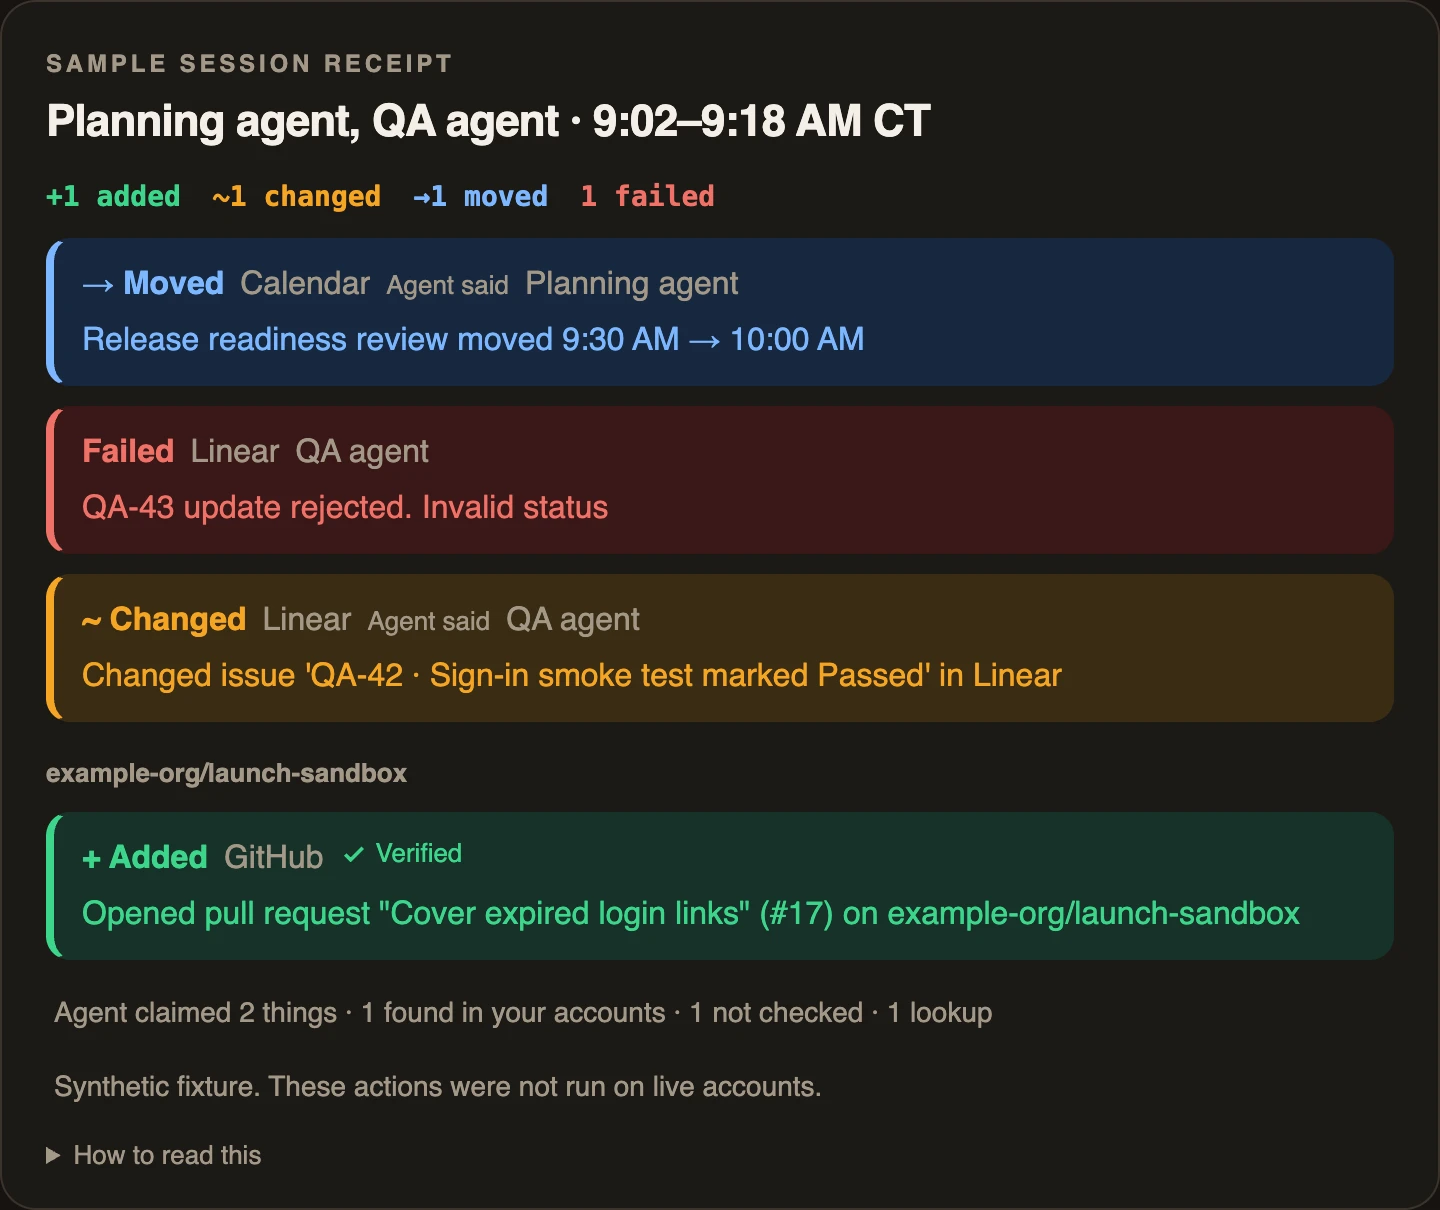 SAMPLE SESSION RECEIPT
Planning agent, QA agent · 9:02–9:18 AM CT
+1 added ~1 changed →1 moved 1 failed
→ Moved Calendar Agent said Planning agent
Release readiness review moved 9:30 AM → 10:00 AM
Failed Linear QA agent
QA-43 update rejected. Invalid status
~ Changed Linear Agent said QA agent
Changed issue 'QA-42 · Sign-in smoke test marked Passed' in Linear
example-org/launch-sandbox
+ Added GitHub ✓ Verified
Opened pull request "Cover expired login links" (#17) on example-org/launch-sandbox
Agent claimed 2 things · 1 found in your accounts · 1 not checked · 1 lookup
Synthetic fixture. These actions were not run on live accounts.
▶ How to read this